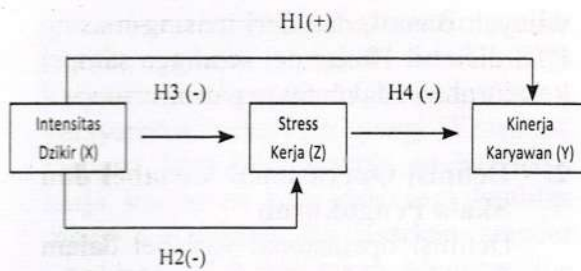 H1(+)
H3 (-)
H4 (-)
Intensitas
Dzikir (X)
Stress
Kerja (Z)
Kinerja
Karyawan (Y)
H2(-)